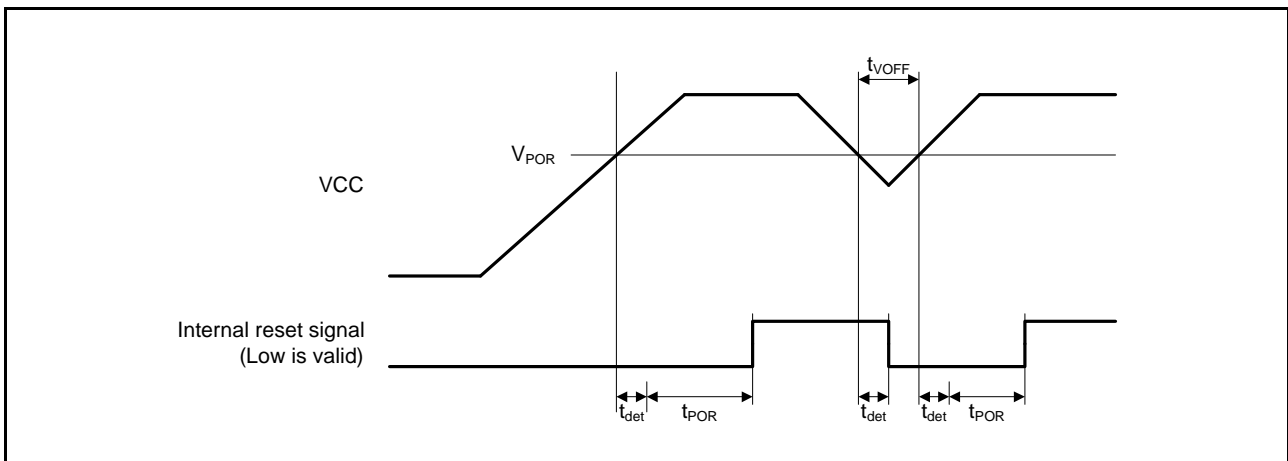 tVOFF
VPOR
VCC
Internal reset signal
(Low is valid)
tdet
tPOR
tdet
tdet
tPOR